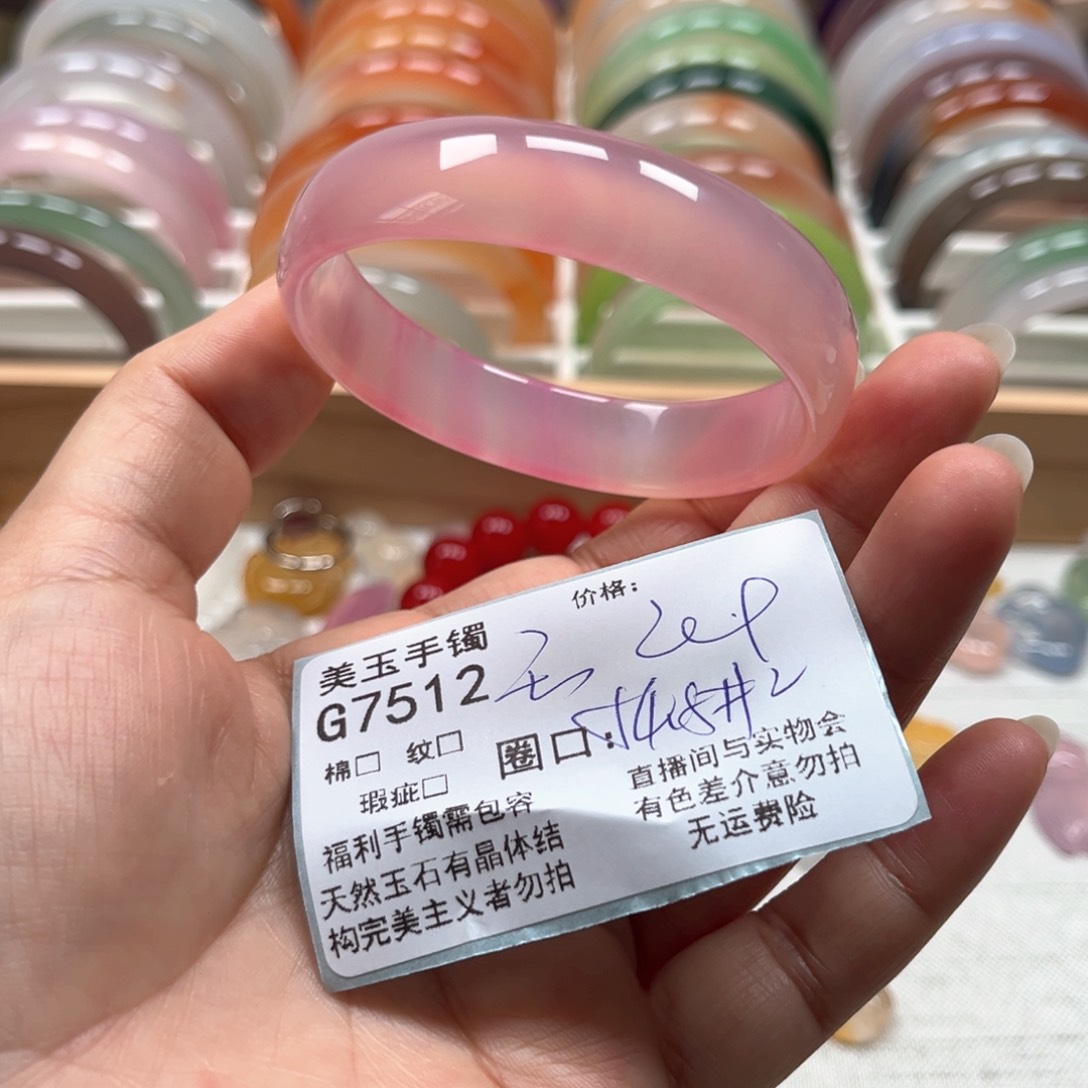 价格:
美玉手镯
G7512
棉□ 纹□
圈口:
瑕疵□
福利手镯需包容
天然玉石有晶体结
构完美主义者勿拍
直播间与实物会
有色差介意勿拍
无运费险